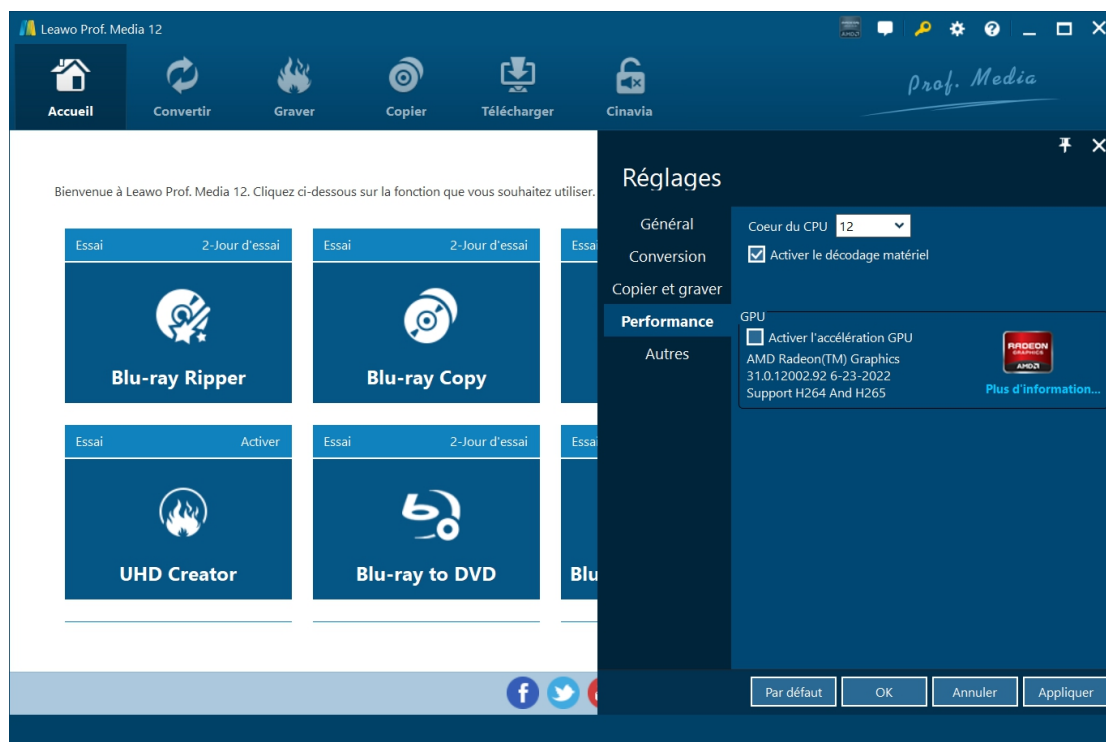 Leawo Prof. Media 12
Accueil
Convertir
Graver
Copier
Télécharger
Cinavia
Prof. Media
Bienvenue à Leawo Prof. Media 12. Cliquez ci-dessous sur la fonction que vous souhaitez utiliser.
Essai 2-Jour d'essai
Blu-ray Ripper
Essai 2-Jour d'essai
Blu-ray Copy
Essai
Essai Activer
UHD Creator
Essai 2-Jour d'essai
Blu-ray to DVD
Essai
Blu
Réglages
Général
Conversion
Copier et graver
Performance
Autres
Coeur du CPU 12
Activer le décodage matériel
GPU
Activer l'accélération GPU
AMD Radeon(TM) Graphics
31.0.12002.92 6-23-2022
Support H264 And H265
RADEON
GRAPHICS
AMD
Plus d'information...
Par défaut
OK
Annuler
Appliquer